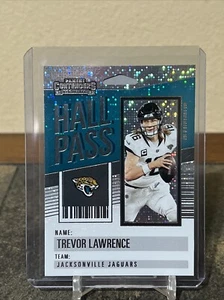 PANINI
CONTENDERS
HALL
PASS
NAME:
TREVOR LAWRENCE
TEAM:
JACKSONVILLE JAGUARS